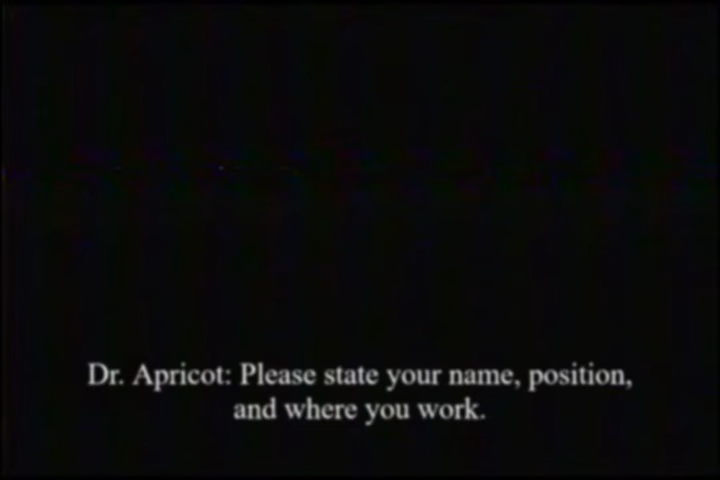 Dr. Apricot: Please state your name, position,
and where you work.